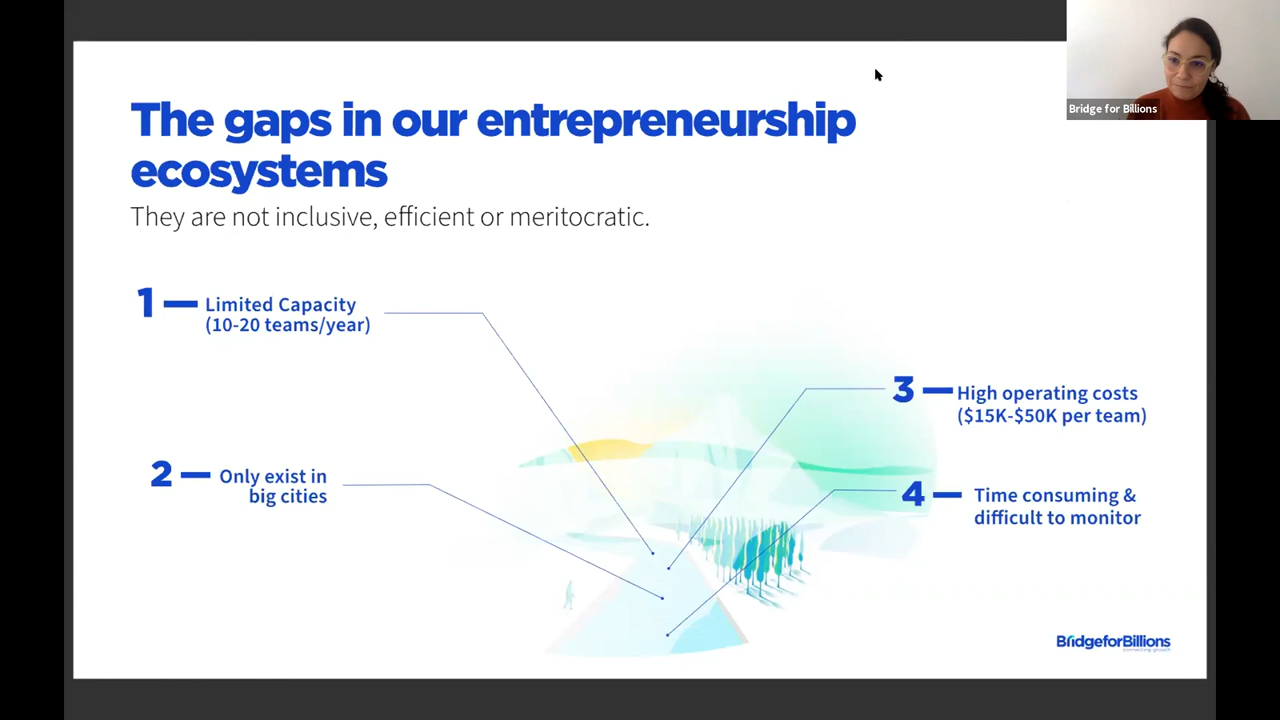 Bridge for Billions
The gaps in our entrepreneurship
ecosystems
They are not inclusive, efficient or meritocratic.
1
Limited Capacity
(10-20 teams/year)
2
Only exist in
big cities
3
High operating costs
($15K-$50K per team)
4
Time consuming &
difficult to monitor
BridgeforBillions
connecting growth